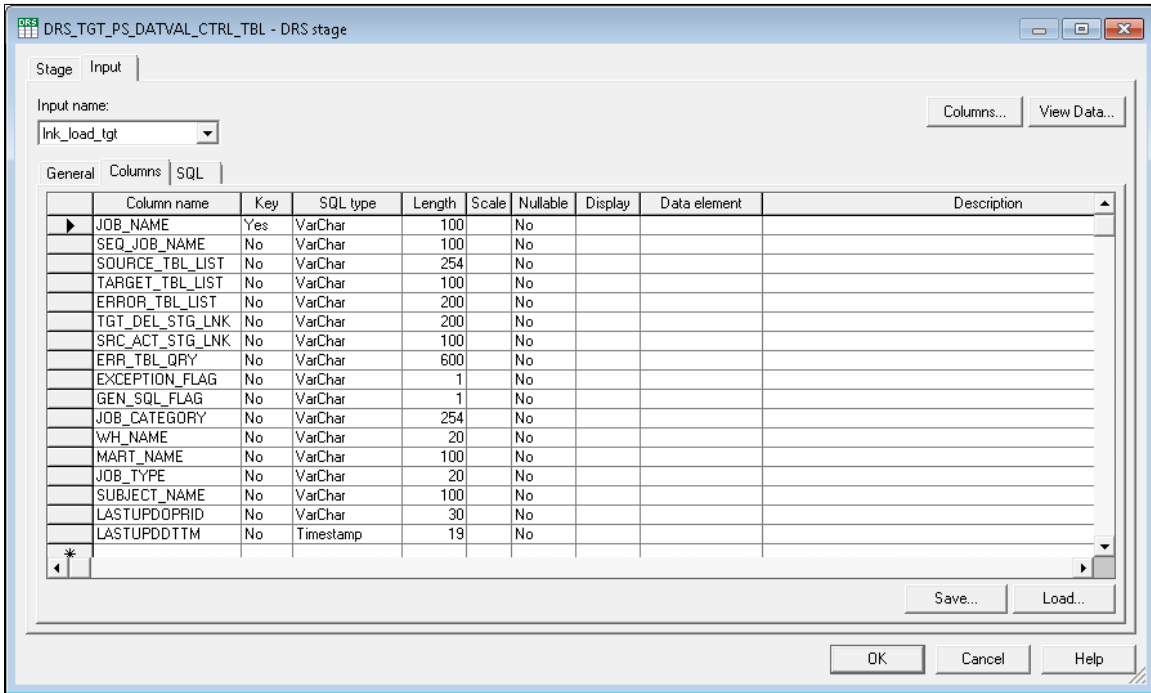 DRS DRS_TGT_PS_DATVAL_CTRL_TBL - DRS stage
Stage Input
Input name:
lnk_load_tgt
Columns... View Data...
General Columns SQL
Column name Key SQL type Length Scale Nullable Display Data element Description
JOB_NAME Yes VarChar 100 No
SEQ_JOB_NAME No VarChar 100 No
SOURCE_TBL_LIST No VarChar 254 No
TARGET_TBL_LIST No VarChar 100 No
ERROR_TBL_LIST No VarChar 200 No
TGT_DEL_STG_LNK No VarChar 200 No
SRC_ACT_STG_LNK No VarChar 100 No
ERR_TBL_QRY No VarChar 600 No
EXCEPTION_FLAG No VarChar 1 No
GEN_SQL_FLAG No VarChar 1 No
JOB_CATEGORY No VarChar 254 No
WH_NAME No VarChar 20 No
MART_NAME No VarChar 100 No
JOB_TYPE No VarChar 20 No
SUBJECT_NAME No VarChar 100 No
LASTUPDOPRID No VarChar 30 No
LASTUPDDTTM No Timestamp 19 No
Save... Load...
OK Cancel Help